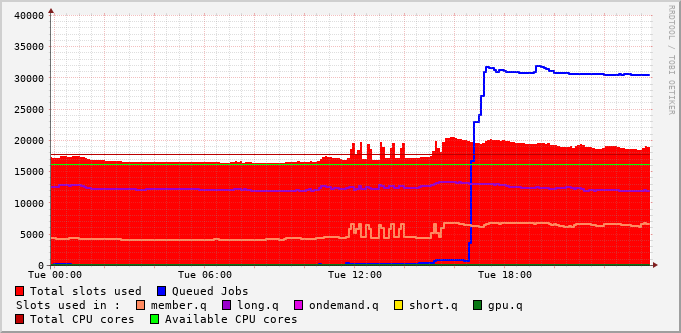 40000
35000
30000
25000
20000
15000
10000
5000
0
Tue 00:00 Tue 06:00 Tue 12:00 Tue 18:00
RRDTOOL / TOBI OETIKER
Total slots used Queued Jobs
Slots used in : member.q long.q ondemand.q short.q gpu.q
Total CPU cores Available CPU cores